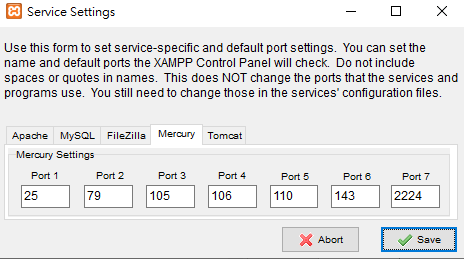 Service Settings
Use this form to set service-specific and default port settings. You can set the
name and default ports the XAMPP Control Panel will check. Do not include
spaces or quotes in names. This does NOT change the ports that the services and
programs use. You still need to change those in the services' configuration files.
Apache MySQL FileZilla Mercury Tomcat
Mercury Settings
Port 1 Port 2 Port 3 Port 4 Port 5 Port 6 Port 7
25 79 105 106 110 143 2224
Abort Save